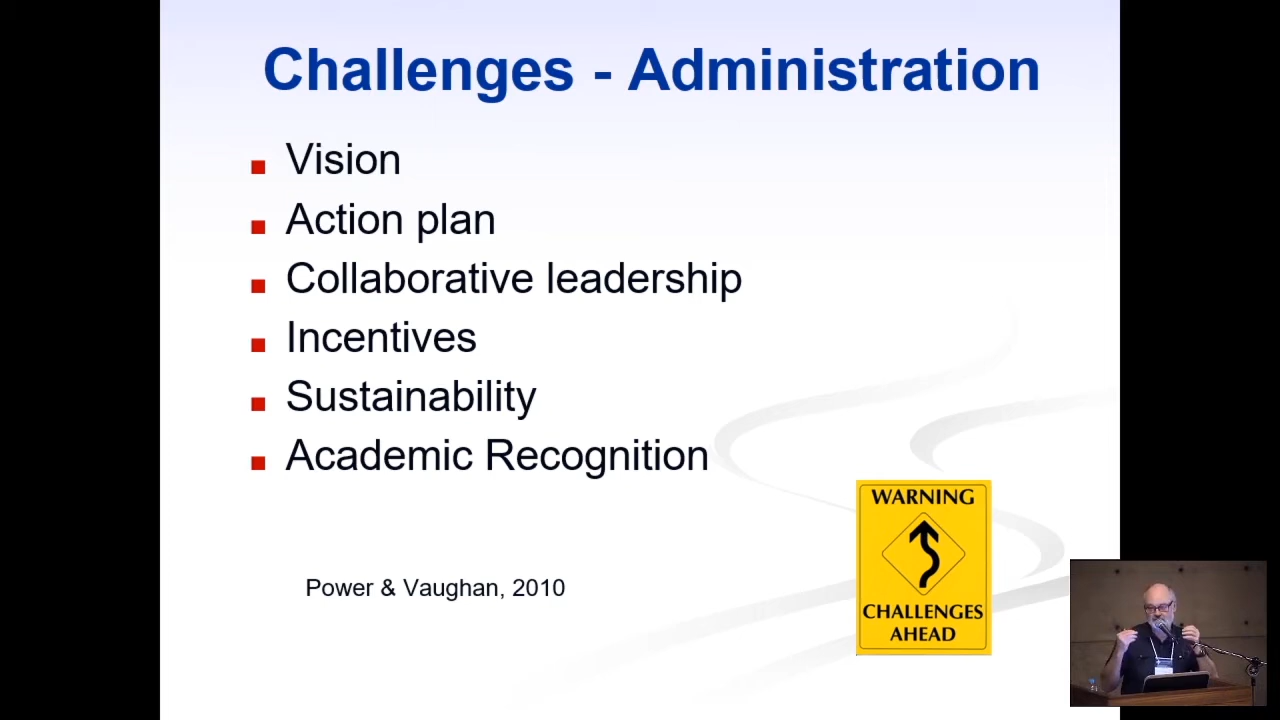 Challenges - Administration
Vision
Action plan
Collaborative leadership
Incentives
Sustainability
Academic Recognition
Power & Vaughan, 2010
WARNING
CHALLENGES
AHEAD